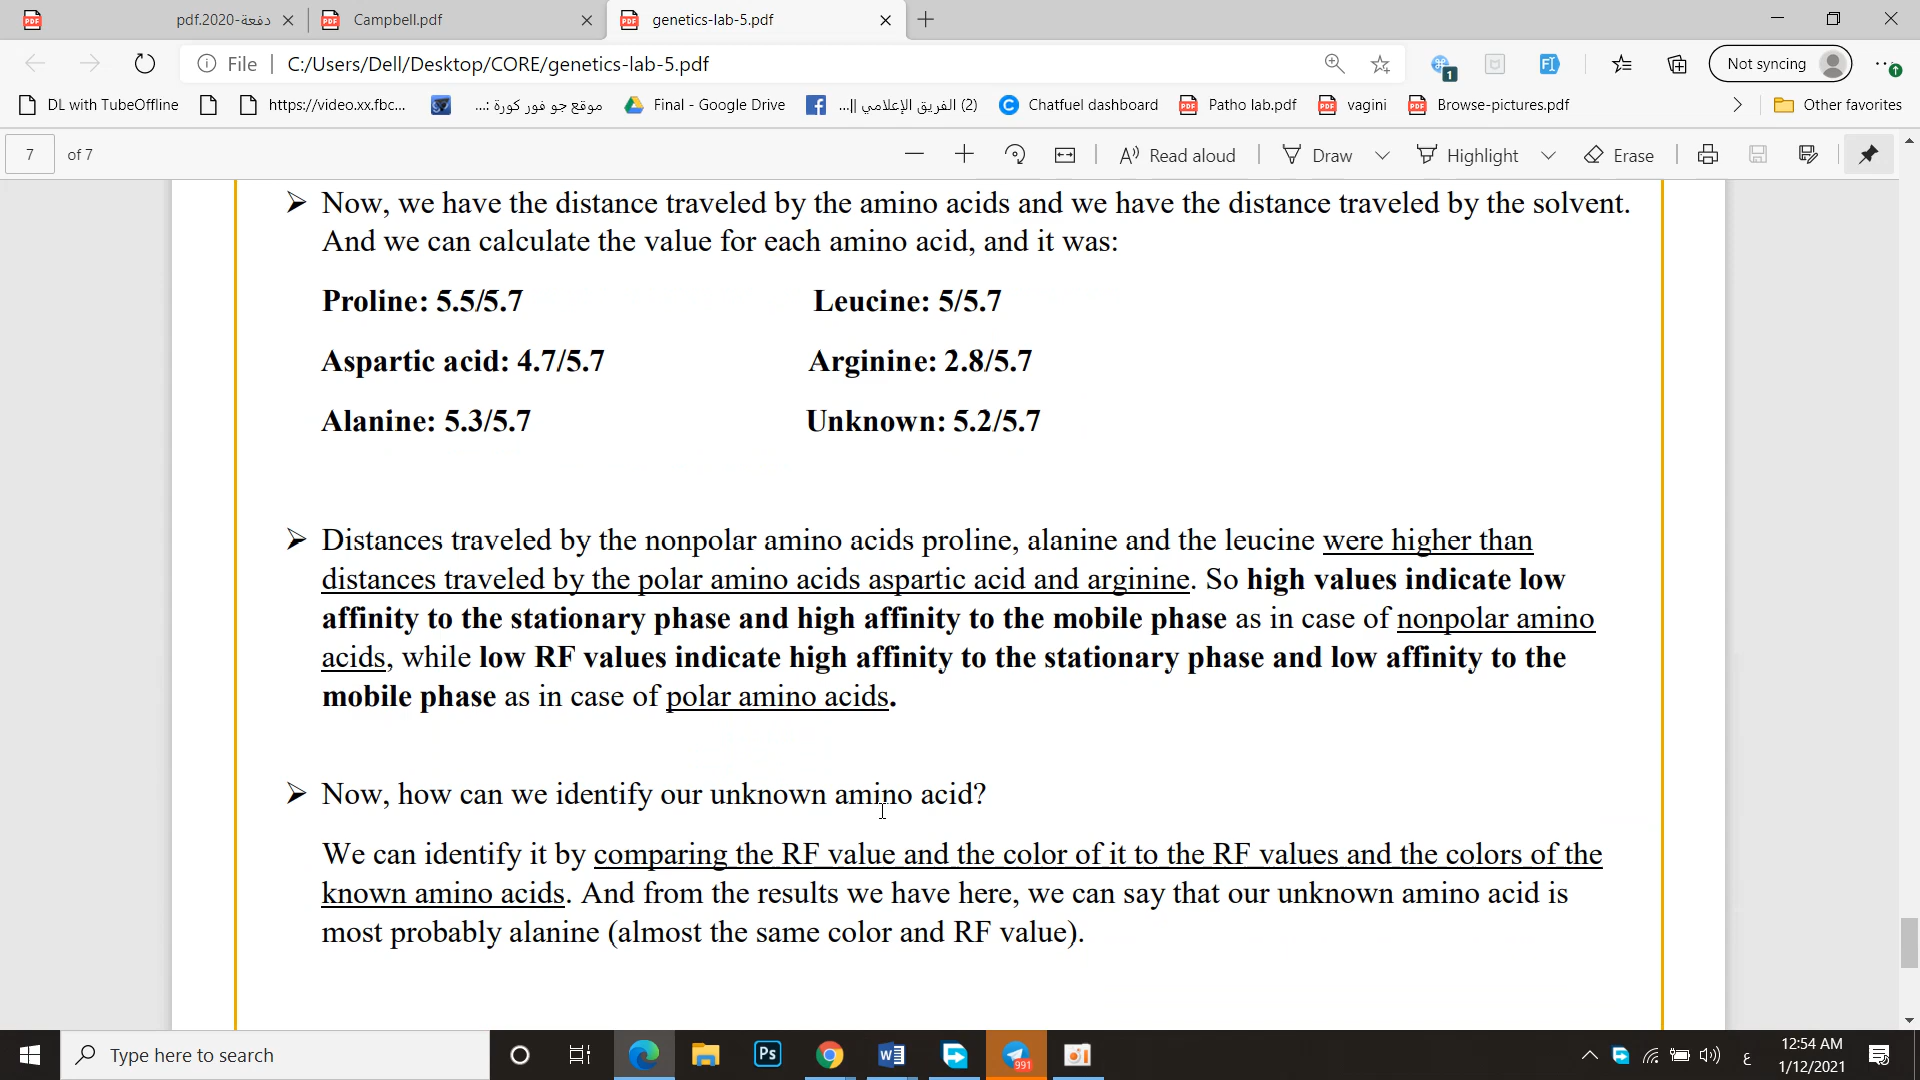 دفعة-2020.pdf
Campbell.pdf
genetics-lab-5.pdf
File
C:/Users/Dell/Desktop/CORE/genetics-lab-5.pdf
1
Not syncing
DL with TubeOffline
https://video.xx.fbc...
موقع جو فور كورة :...
Final - Google Drive
(2) الفريق الإعلامي ||...
Chatfuel dashboard
Patho lab.pdf
vagini
Browse-pictures.pdf
Other favorites
7 of 7
Read aloud
Draw
Highlight
Erase
Now, we have the distance traveled by the amino acids and we have the distance traveled by the solvent.
And we can calculate the value for each amino acid, and it was:
Proline: 5.5/5.7 Leucine: 5/5.7
Aspartic acid: 4.7/5.7 Arginine: 2.8/5.7
Alanine: 5.3/5.7 Unknown: 5.2/5.7
Distances traveled by the nonpolar amino acids proline, alanine and the leucine were higher than
distances traveled by the polar amino acids aspartic acid and arginine. So high values indicate low
affinity to the stationary phase and high affinity to the mobile phase as in case of nonpolar amino
acids, while low RF values indicate high affinity to the stationary phase and low affinity to the
mobile phase as in case of polar amino acids.
Now, how can we identify our unknown amino acid?
We can identify it by comparing the RF value and the color of it to the RF values and the colors of the
known amino acids. And from the results we have here, we can say that our unknown amino acid is
most probably alanine (almost the same color and RF value).
Type here to search
Ps
991
ع
12:54 AM
1/12/2021